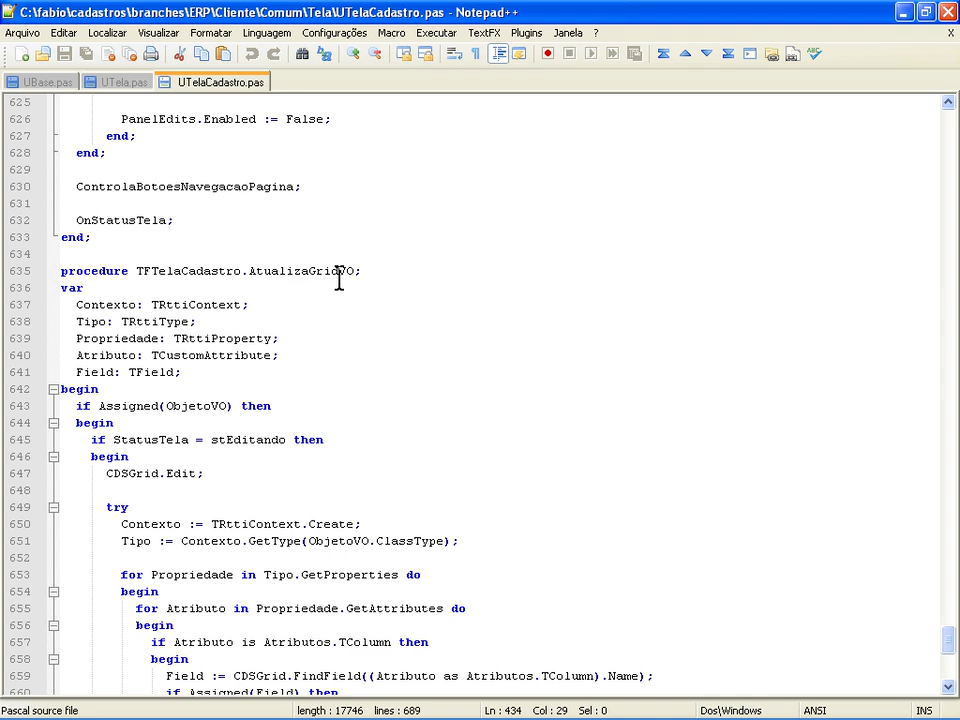 C:\fabio\cadastros\branches\ERP\Cliente\Comum\Tela\UTelaCadastro.pas - Notepad++
Arquivo Editar Localizar Visualizar Formatar Linguagem Configurações Macro Executar TextFX Plugins Janela ? X
UBase.pas UTela.pas UTelaCadastro.pas
625
626 PanelEdits.Enabled := False;
627 end;
628 end;
629
630 ControlaBotoesNavegacaoPagina;
631
632 OnStatusTela;
633 end;
634
635 procedure TFTelaCadastro.AtualizaGridVO;
636 var
637 Contexto: TRttiContext;
638 Tipo: TRttiType;
639 Propriedade: TRttiProperty;
640 Atributo: TCustomAttribute;
641 Field: TField;
642 begin
643 if Assigned(ObjetoVO) then
644 begin
645 if StatusTela = stEditando then
646 begin
647 CDSGrid.Edit;
648
649 try
650 Contexto := TRttiContext.Create;
651 Tipo := Contexto.GetType(ObjetoVO.ClassType);
652
653 for Propriedade in Tipo.GetProperties do
654 begin
655 for Atributo in Propriedade.GetAttributes do
656 begin
657 if Atributo is Atributos.TColumn then
658 begin
659 Field := CDSGrid.FindField((Atributo as Atributos.TColumn).Name);
660 if Assigned(Field) then
Pascal source file length : 17746 lines : 689 Ln : 434 Col : 29 Sel : 0 Dos\Windows ANSI INS